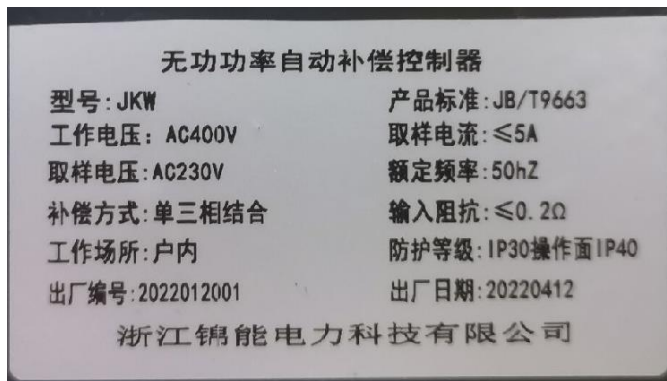 无功功率自动补偿控制器
型号:JKW 产品标准:JB/T9663
工作电压：AC400V 取样电流:≤5A
取样电压:AC230V 额定频率:50hZ
补偿方式:单三相结合 输入阻抗:≤0.2Ω
工作场所:户内 防护等级:IP30操作面IP40
出厂编号:2022012001 出厂日期:20220412
浙江锦能电力科技有限公司